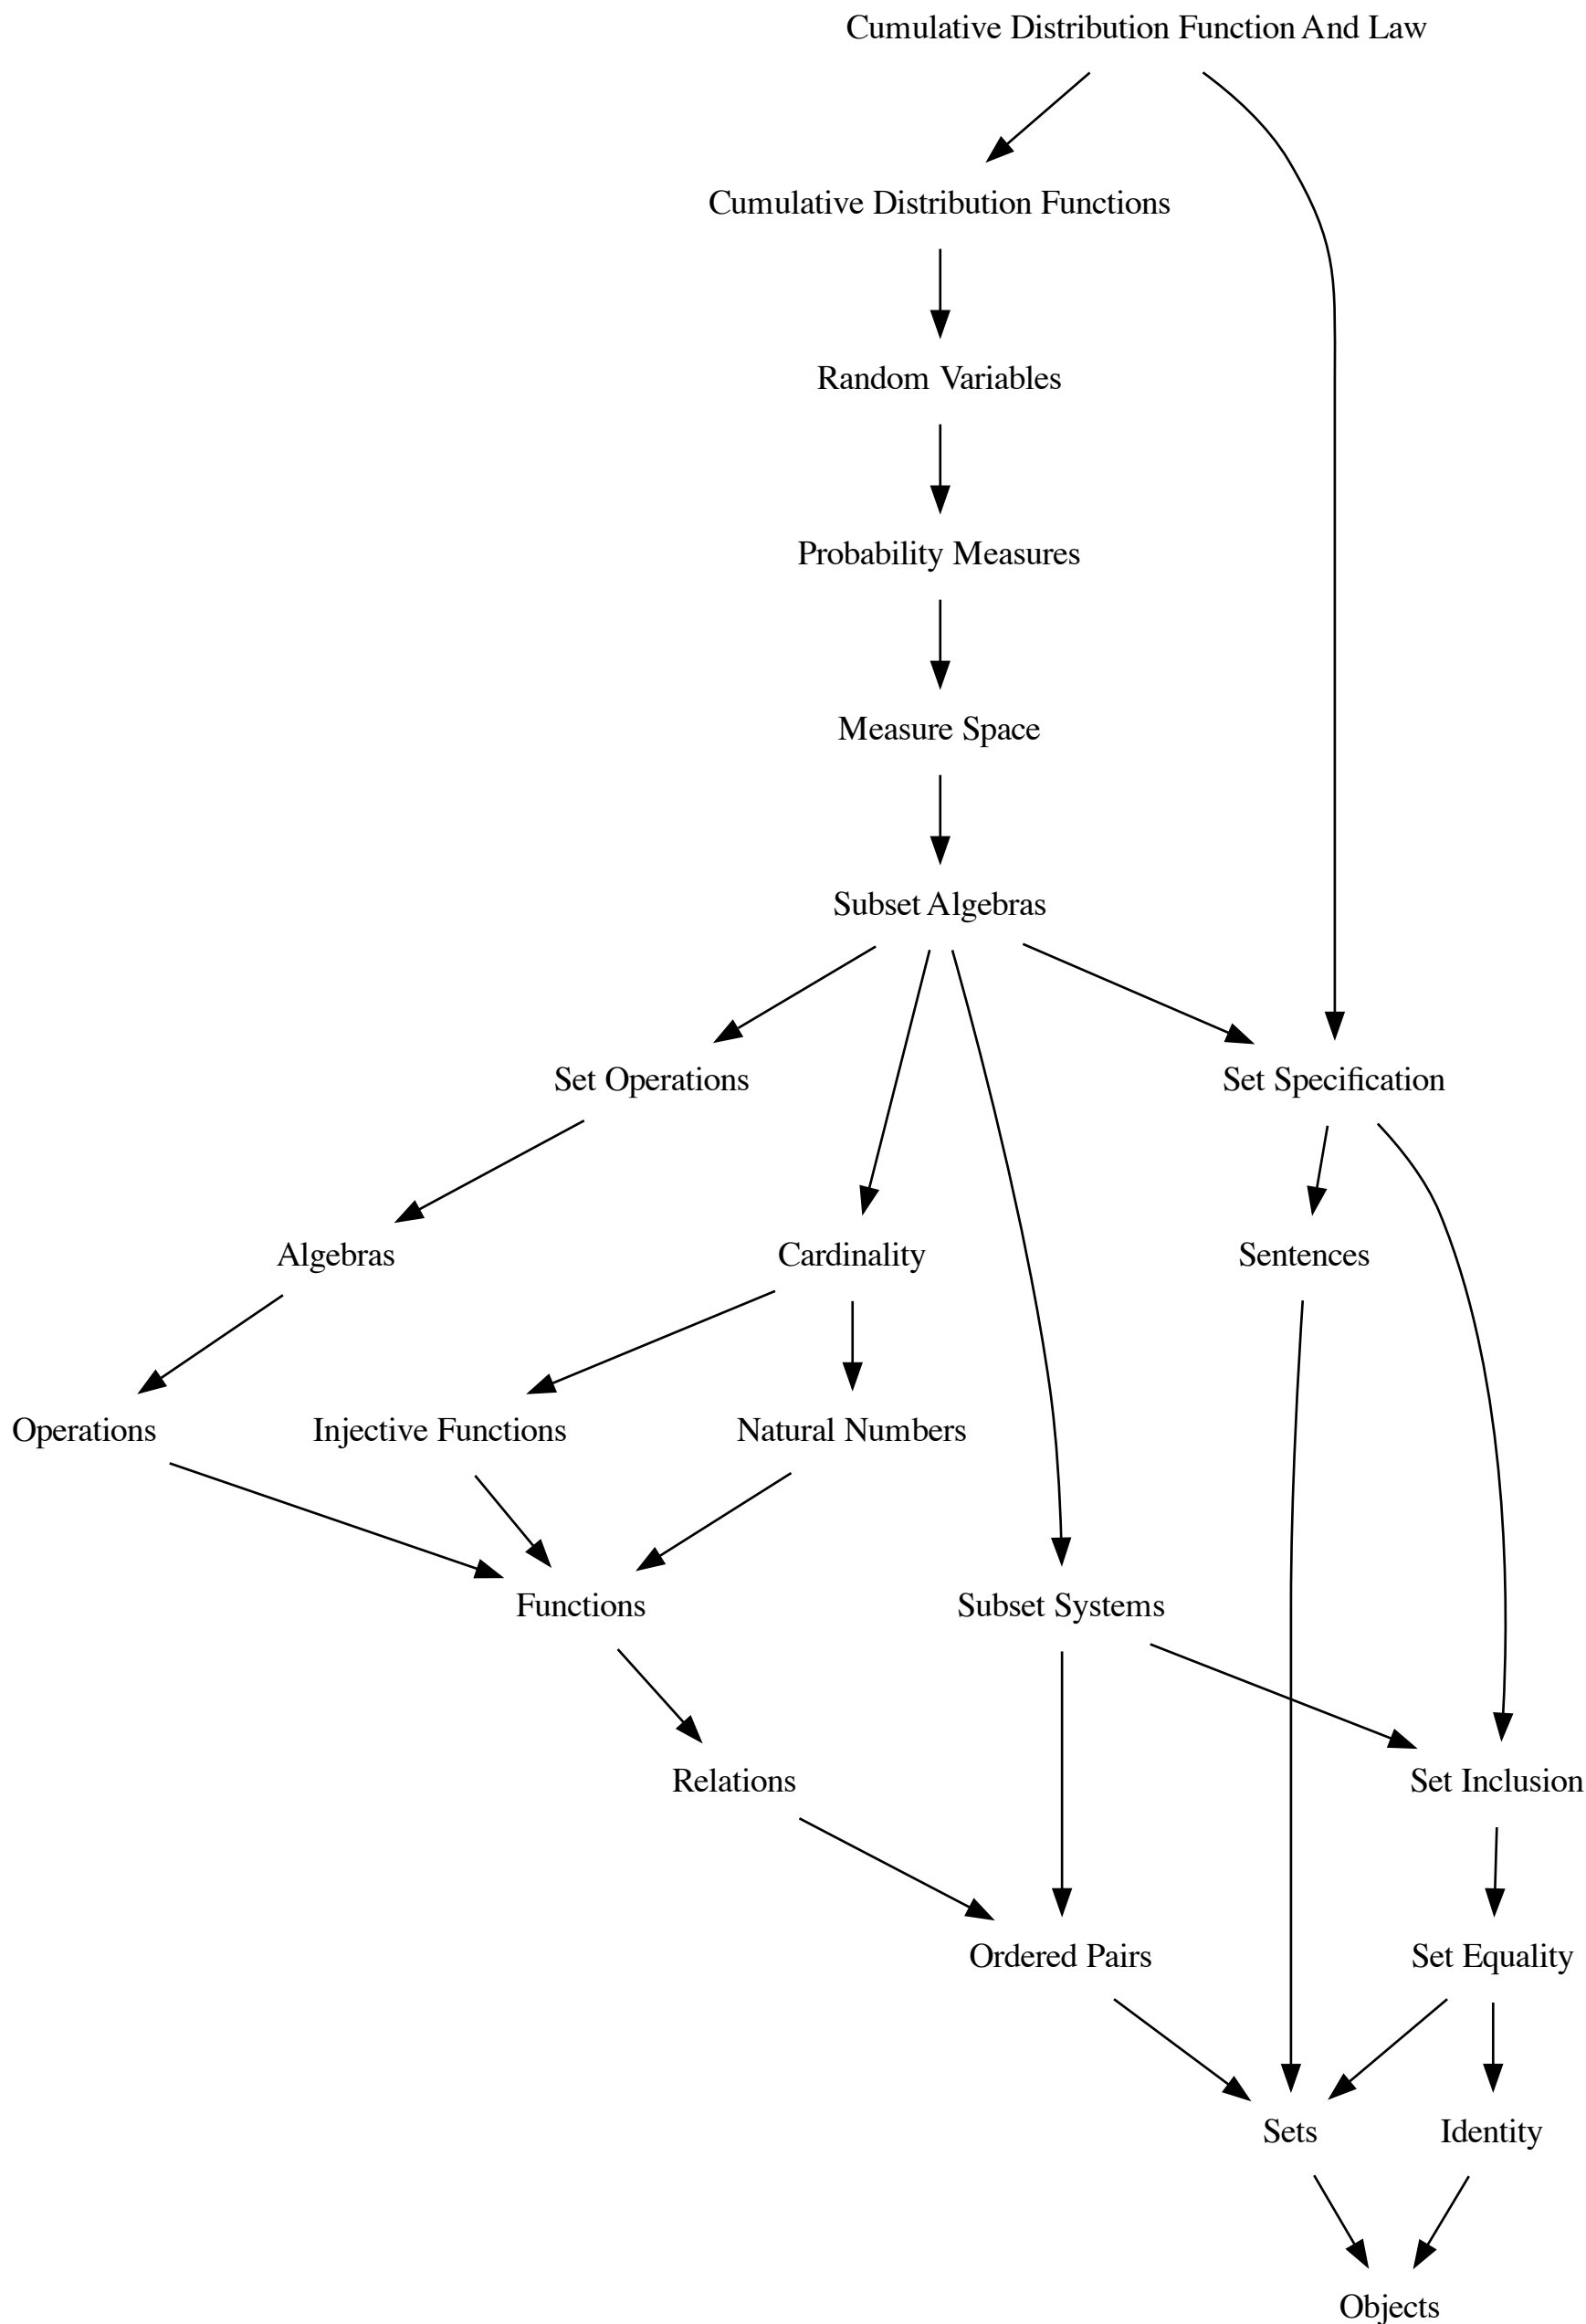 Cumulative Distribution Function And Law
Cumulative Distribution Functions
Random Variables
Probability Measures
Measure Space
Subset Algebras
Set Operations
Set Specification
Algebras
Cardinality
Sentences
Operations
Injective Functions
Natural Numbers
Functions
Subset Systems
Relations
Set Inclusion
Ordered Pairs
Set Equality
Sets
Identity
Objects